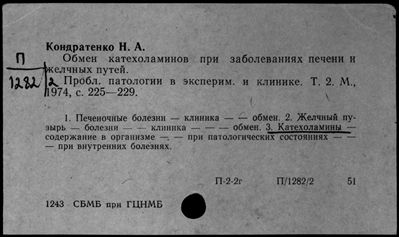 Кондратенко Н. А.
П
1282/2
Обмен катехоламинов при заболеваниях печени и
желчных путей.
Пробл. патологии в эксперим. и клинике. Т. 2. М.,
1974, с. 225—229.
1. Печеночные болезни — клиника — — обмен. 2. Желчный пу-
зырь — болезни — — клиника — — — обмен. 3. Катехоламины —
содержание в организме — — при патологических состояниях — —
— при внутренних болезнях.
П-2-2г П/1282/2 51
1243 СБМБ при ГЦНМБ